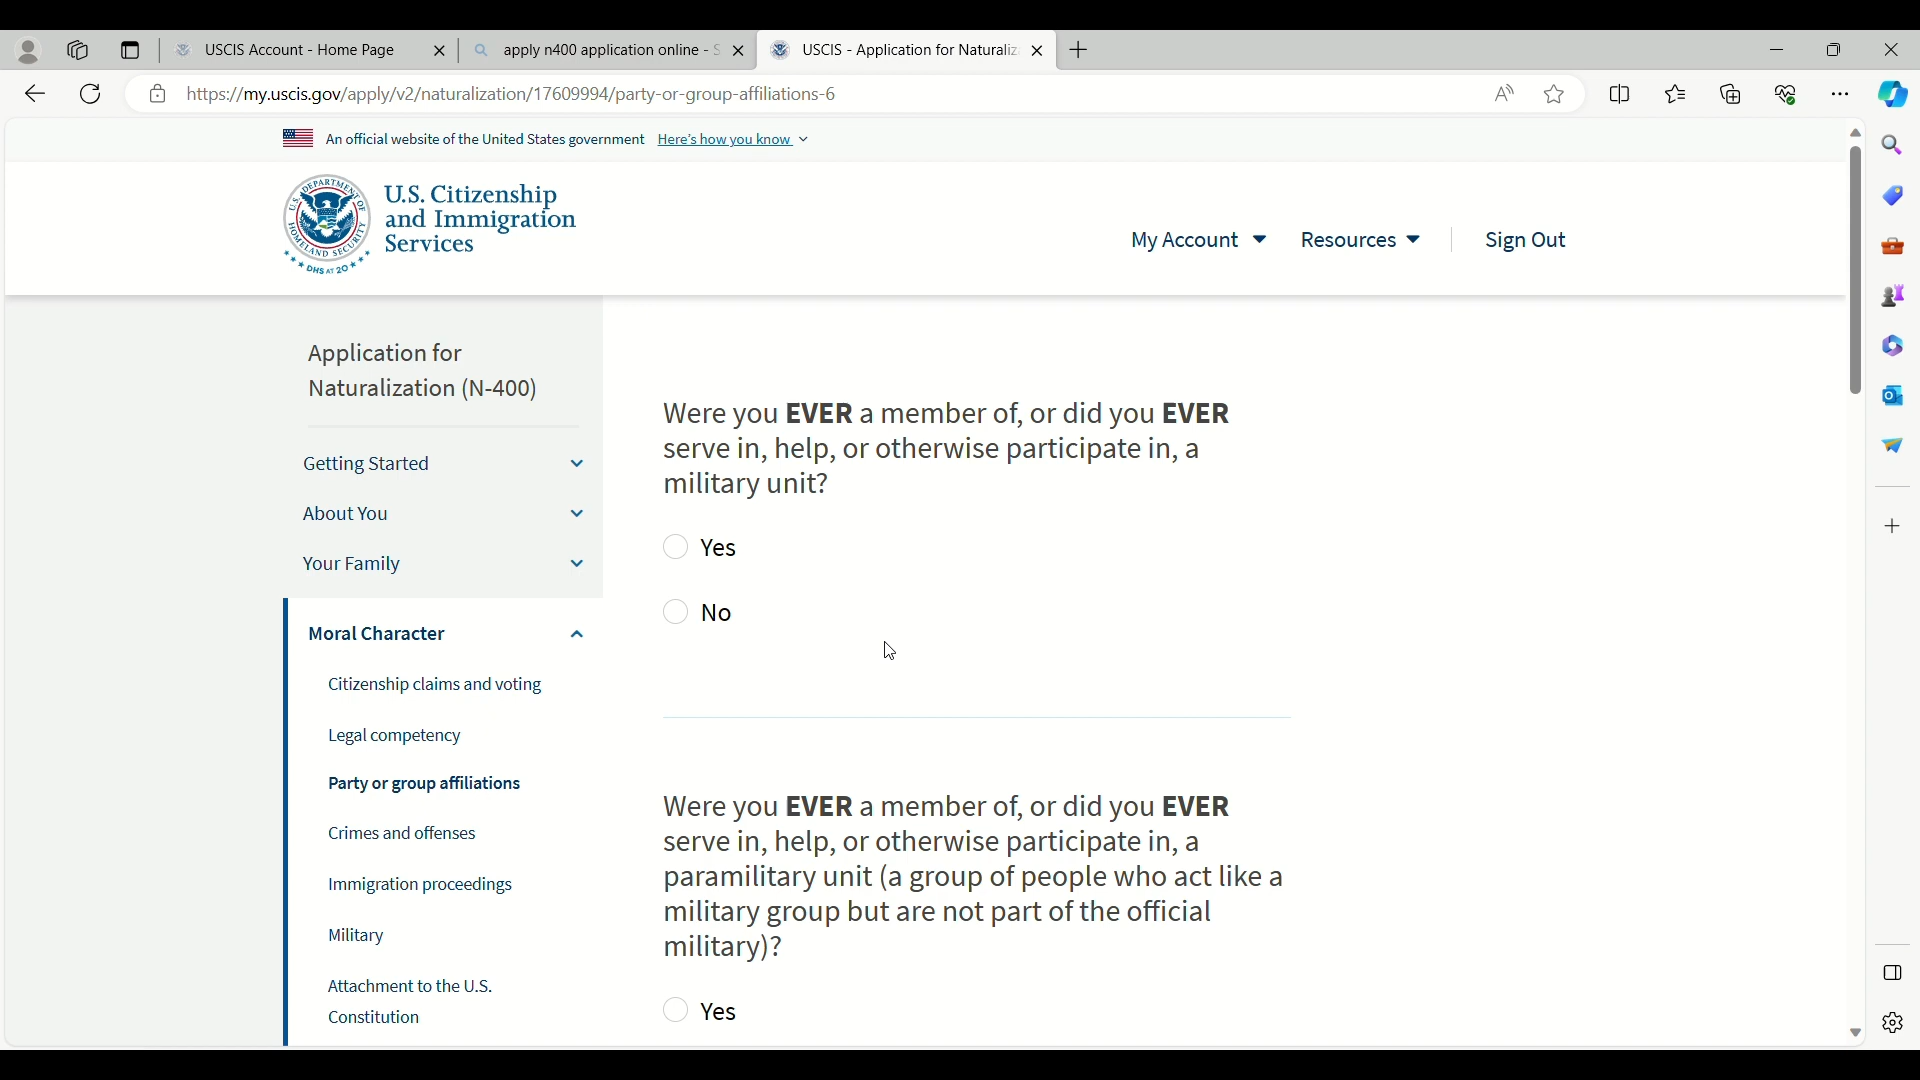 USCIS Account - Home Page
apply n400 application online - S
USCIS - Application for Naturaliz
https://my.uscis.gov/apply/v2/naturalization/17609994/party-or-group-affiliations-6
An official website of the United States government Here's how you know
U.S. Citizenship
and Immigration
Services
U.S. DEPARTMENT OF
HOMELAND SECURITY
DHS AT 20
My Account
Resources
Sign Out
Application for
Naturalization (N-400)
Getting Started
About You
Your Family
Moral Character
Citizenship claims and voting
Legal competency
Party or group affiliations
Crimes and offenses
Immigration proceedings
Military
Attachment to the U.S.
Constitution
Were you EVER a member of, or did you EVER
serve in, help, or otherwise participate in, a
military unit?
Yes
No
Were you EVER a member of, or did you EVER
serve in, help, or otherwise participate in, a
paramilitary unit (a group of people who act like a
military group but are not part of the official
military)?
Yes